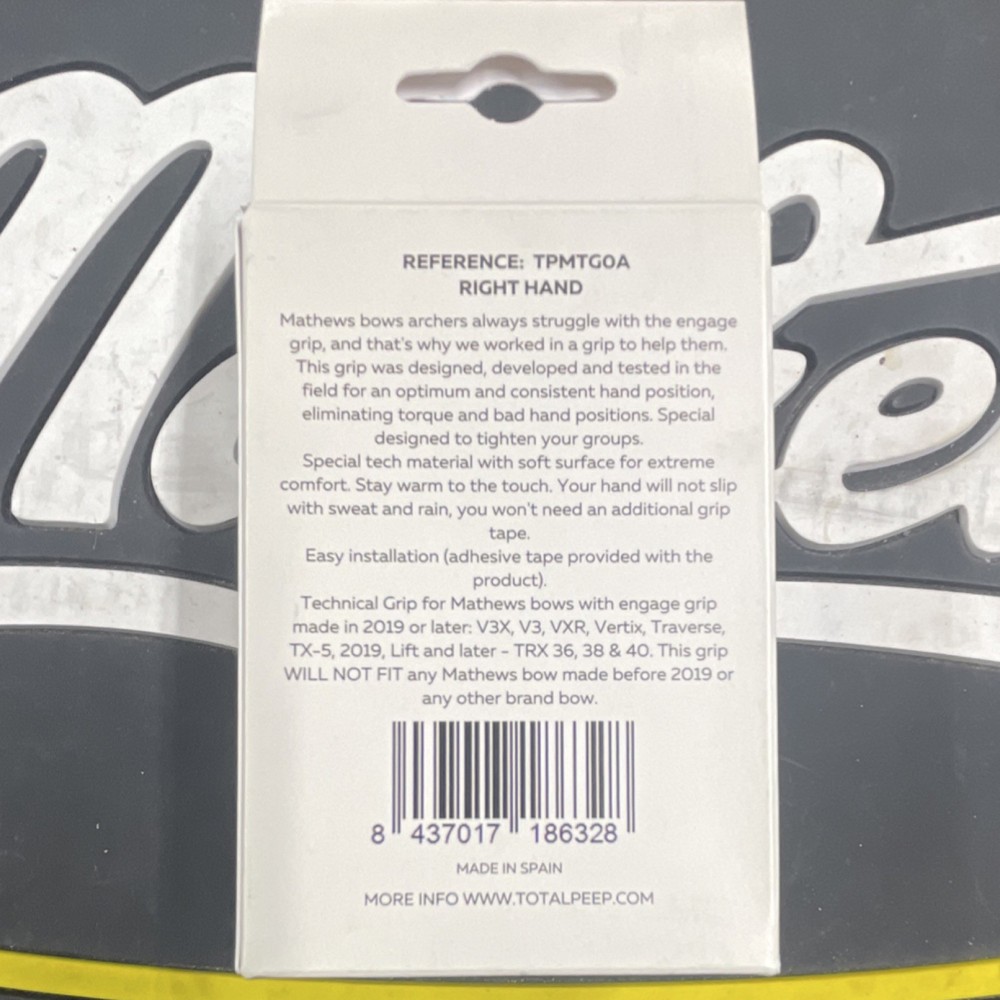 REFERENCE: TPMTG0A
RIGHT HAND
Mathews bows archers always struggle with the engage
grip, and that's why we worked in a grip to help them.
This grip was designed, developed and tested in the
field for an optimum and consistent hand position,
eliminating torque and bad hand positions. Special
designed to tighten your groups.
Special tech material with soft surface for extreme
comfort. Stay warm to the touch. Your hand will not slip
with sweat and rain, you won't need an additional grip
tape.
Easy installation (adhesive tape provided with the
product).
Technical Grip for Mathews bows with engage grip
made in 2019 or later: V3X, V3, VXR, Vertix, Traverse,
TX-5, 2019, Lift and later - TRX 36, 38 & 40. This grip
WILL NOT FIT any Mathews bow made before 2019 or
any other brand bow.
8 437017 186328
MADE IN SPAIN
MORE INFO WWW.TOTALPEEP.COM